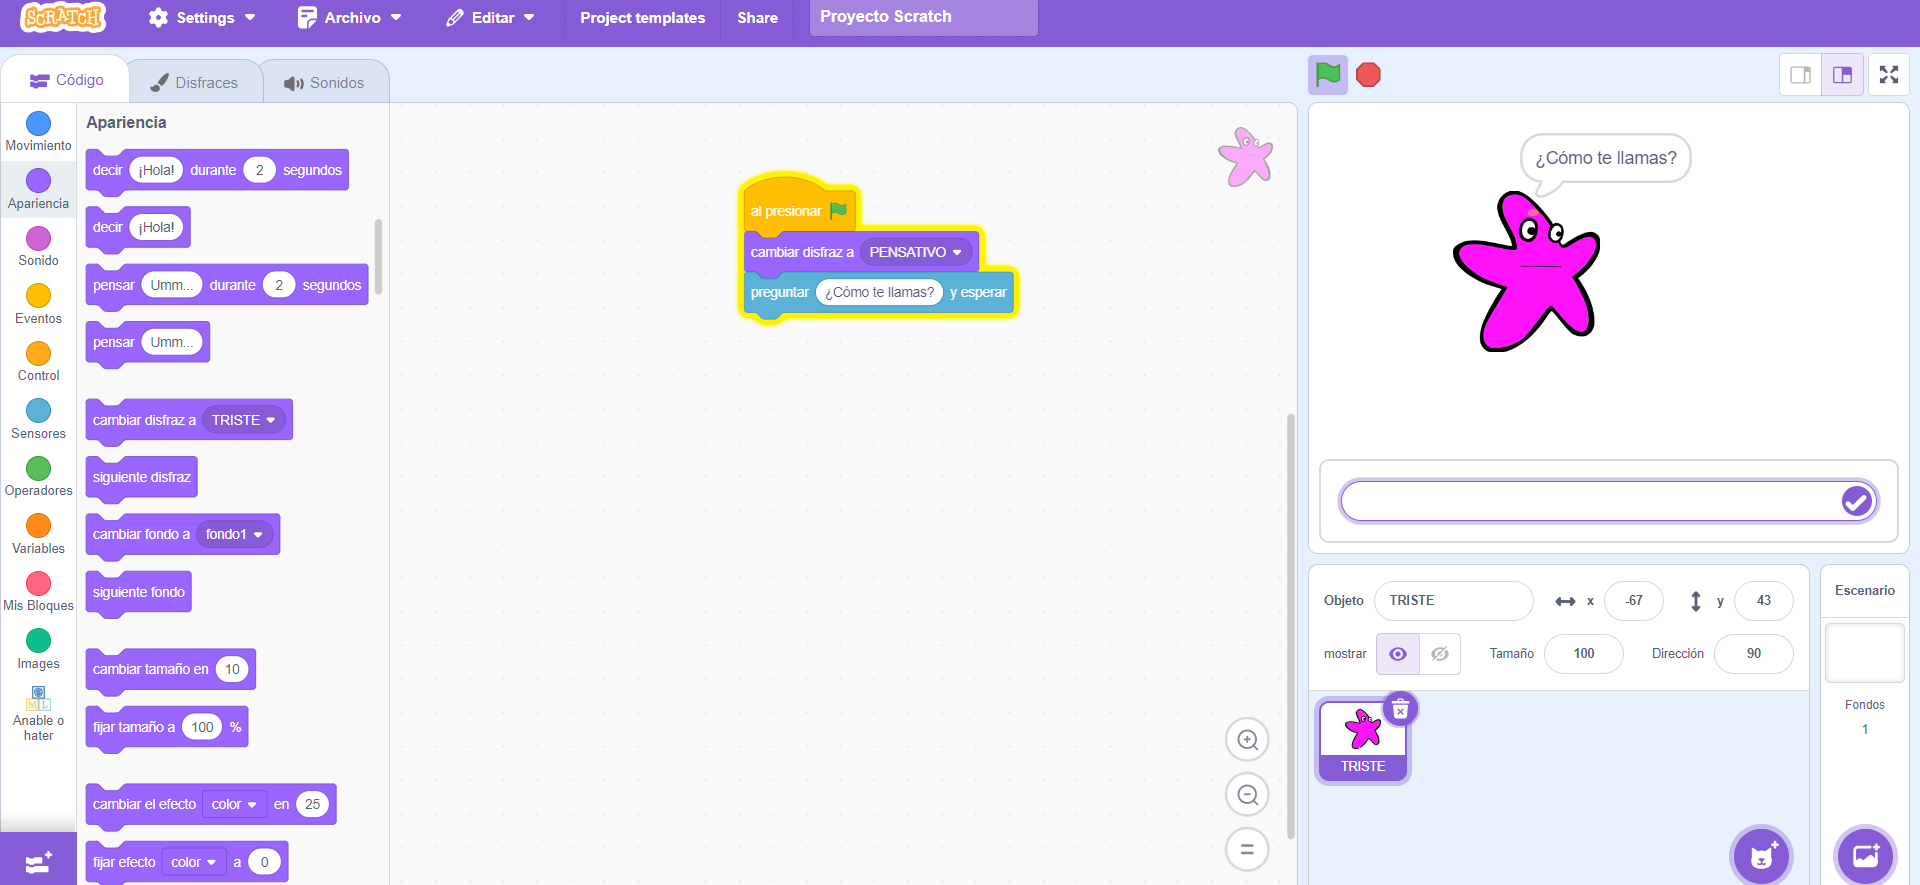 SCRATCH
Settings
Archivo
Editar
Project templates
Share
Proyecto Scratch
Código
Disfraces
Sonidos
Movimiento
Apariencia
Sonido
Eventos
Control
Sensores
Operadores
Variables
Mis Bloques
Images
M L
Anable o
hater
Apariencia
decir ¡Hola! durante 2 segundos
decir ¡Hola!
pensar Umm... durante 2 segundos
pensar Umm...
cambiar disfraz a TRISTE
siguiente disfraz
cambiar fondo a fondo1
siguiente fondo
cambiar tamaño en 10
fijar tamaño a 100 %
cambiar el efecto color en 25
fijar efecto color a 0
al presionar
cambiar disfraz a PENSATIVO
preguntar ¿Cómo te llamas? y esperar
¿Cómo te llamas?
Objeto TRISTE x -67 y 43
mostrar Tamaño 100 Dirección 90
TRISTE
Escenario
Fondos
1